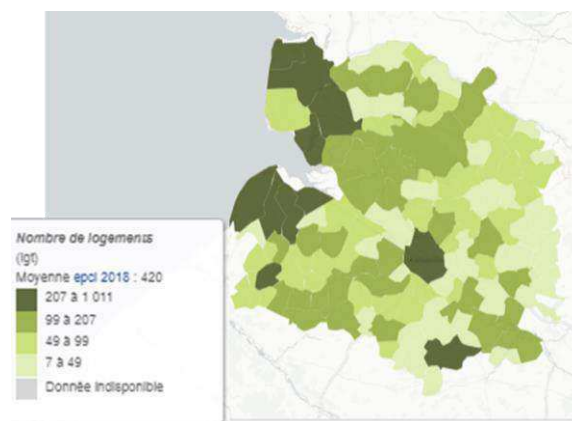 Nombre de logements
(lgt)
Moyenne epci 2018 : 420
207 à 1 011
99 à 207
49 à 99
7 à 49
Donnée indisponible